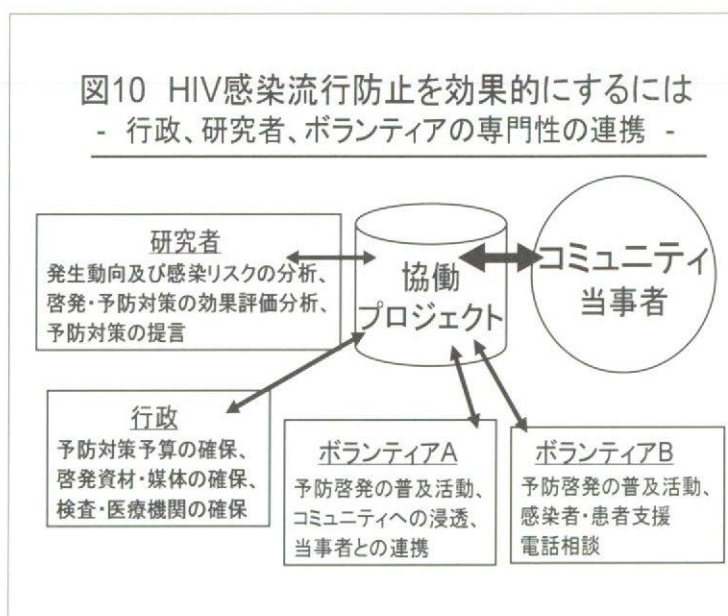 図10 HIV感染流行防止を効果的にするには
- 行政、研究者、ボランティアの専門性の連携 -
研究者
発生動向及び感染リスクの分析、
啓発・予防対策の効果評価分析、
予防対策の提言
協働
プロジェクト
コミュニティ
当事者
行政
予防対策予算の確保、
啓発資材・媒体の確保、
検査・医療機関の確保
ボランティアA
予防啓発の普及活動、
コミュニティへの浸透、
当事者との連携
ボランティアB
予防啓発の普及活動、
感染者・患者支援
電話相談